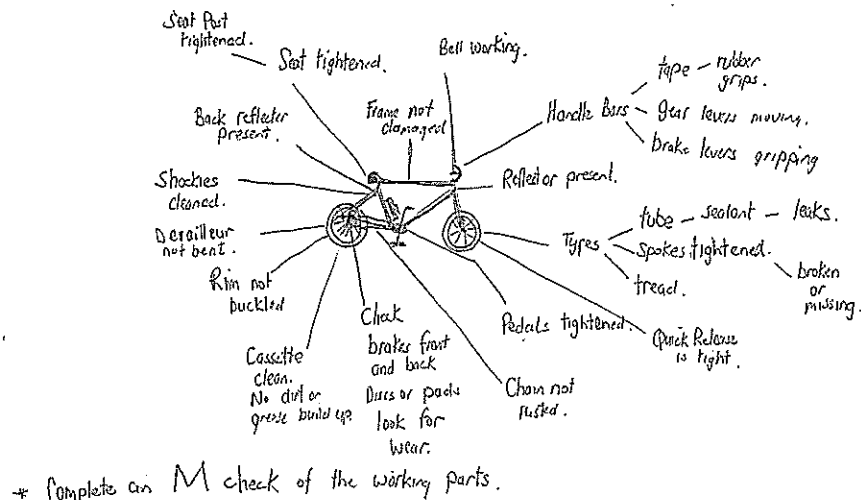 Seat Post
tightened.
Seat tightened.
Bell working.
tape - rubber
grips.
Handle Bars
gear levers moving.
brake levers gripping
Back reflector
present.
Frame not
damaged
Shockies
cleaned.
Reflector present.
Derailleur
not bent.
Rim not
buckled
Tyres
tube - sealant - leaks.
spokes tightened.
broken
or
missing.
tread.
Cassette
clean.
No dirt or
grease build up.
Check
brakes front
and back
Discs or pads
look for
wear.
Pedals tightened.
Chain not
rusted.
Quick Release
is tight.
* Complete an M check of the working parts.